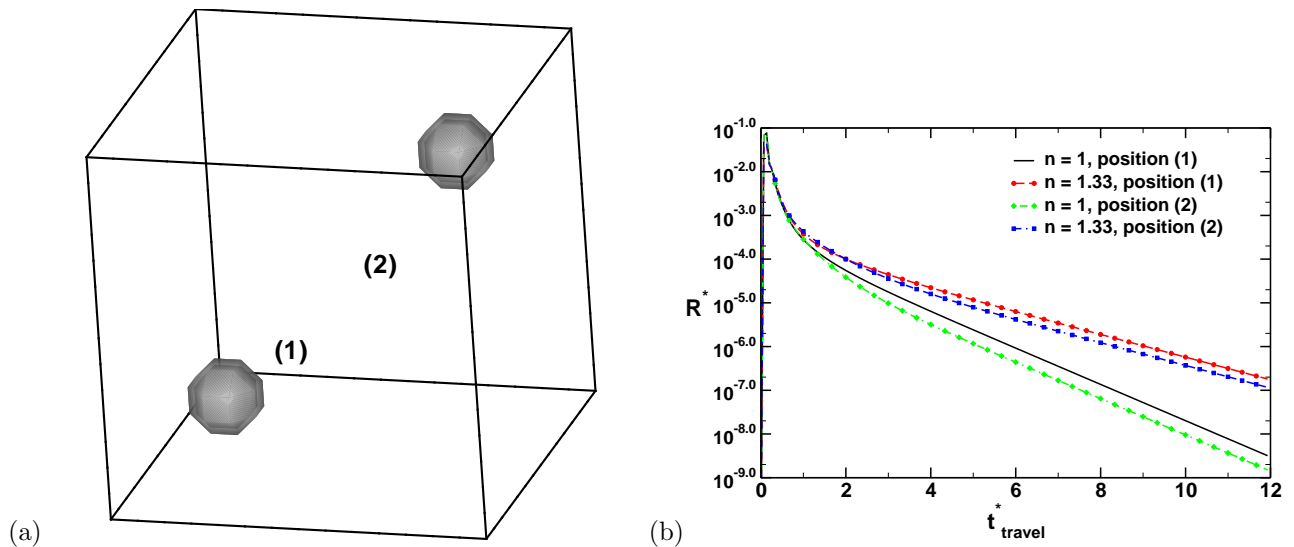 (2)
(1)
(a)
10^-1.0
10^-2.0
10^-3.0
10^-4.0
10^-5.0
10^-6.0
10^-7.0
10^-8.0
10^-9.0
R^*
n = 1, position (1)
n = 1.33, position (1)
n = 1, position (2)
n = 1.33, position (2)
0 2 4 6 8 10 12
t^*_travel
(b)